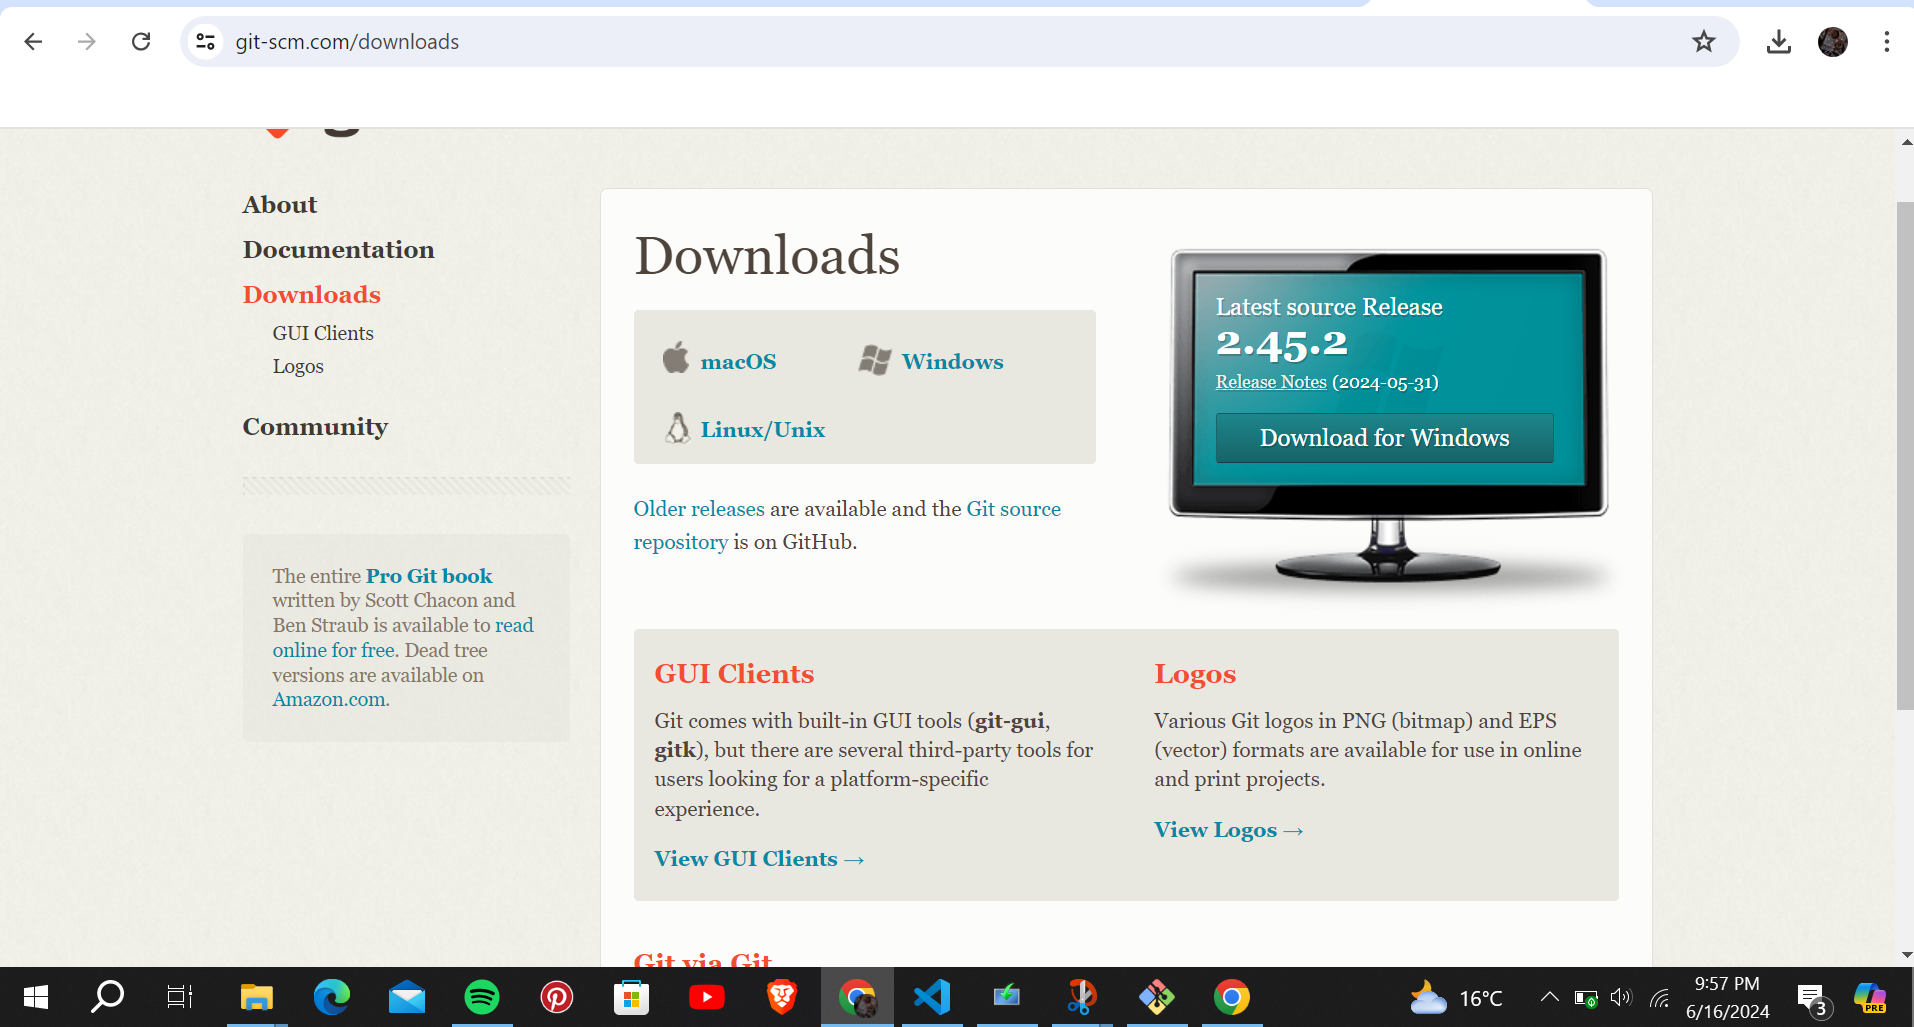 git-scm.com/downloads
About
Documentation
Downloads
GUI Clients
Logos
Community
The entire Pro Git book
written by Scott Chacon and
Ben Straub is available to read
online for free. Dead tree
versions are available on
Amazon.com.
Downloads
macOS
Windows
Linux/Unix
Older releases are available and the Git source
repository is on GitHub.
Latest source Release
2.45.2
Release Notes (2024-05-31)
Download for Windows
GUI Clients
Git comes with built-in GUI tools (git-gui,
gitk), but there are several third-party tools for
users looking for a platform-specific
experience.
View GUI Clients →
Logos
Various Git logos in PNG (bitmap) and EPS
(vector) formats are available for use in online
and print projects.
View Logos →
Git via Git
16°C
9:57 PM
6/16/2024
3
PRE